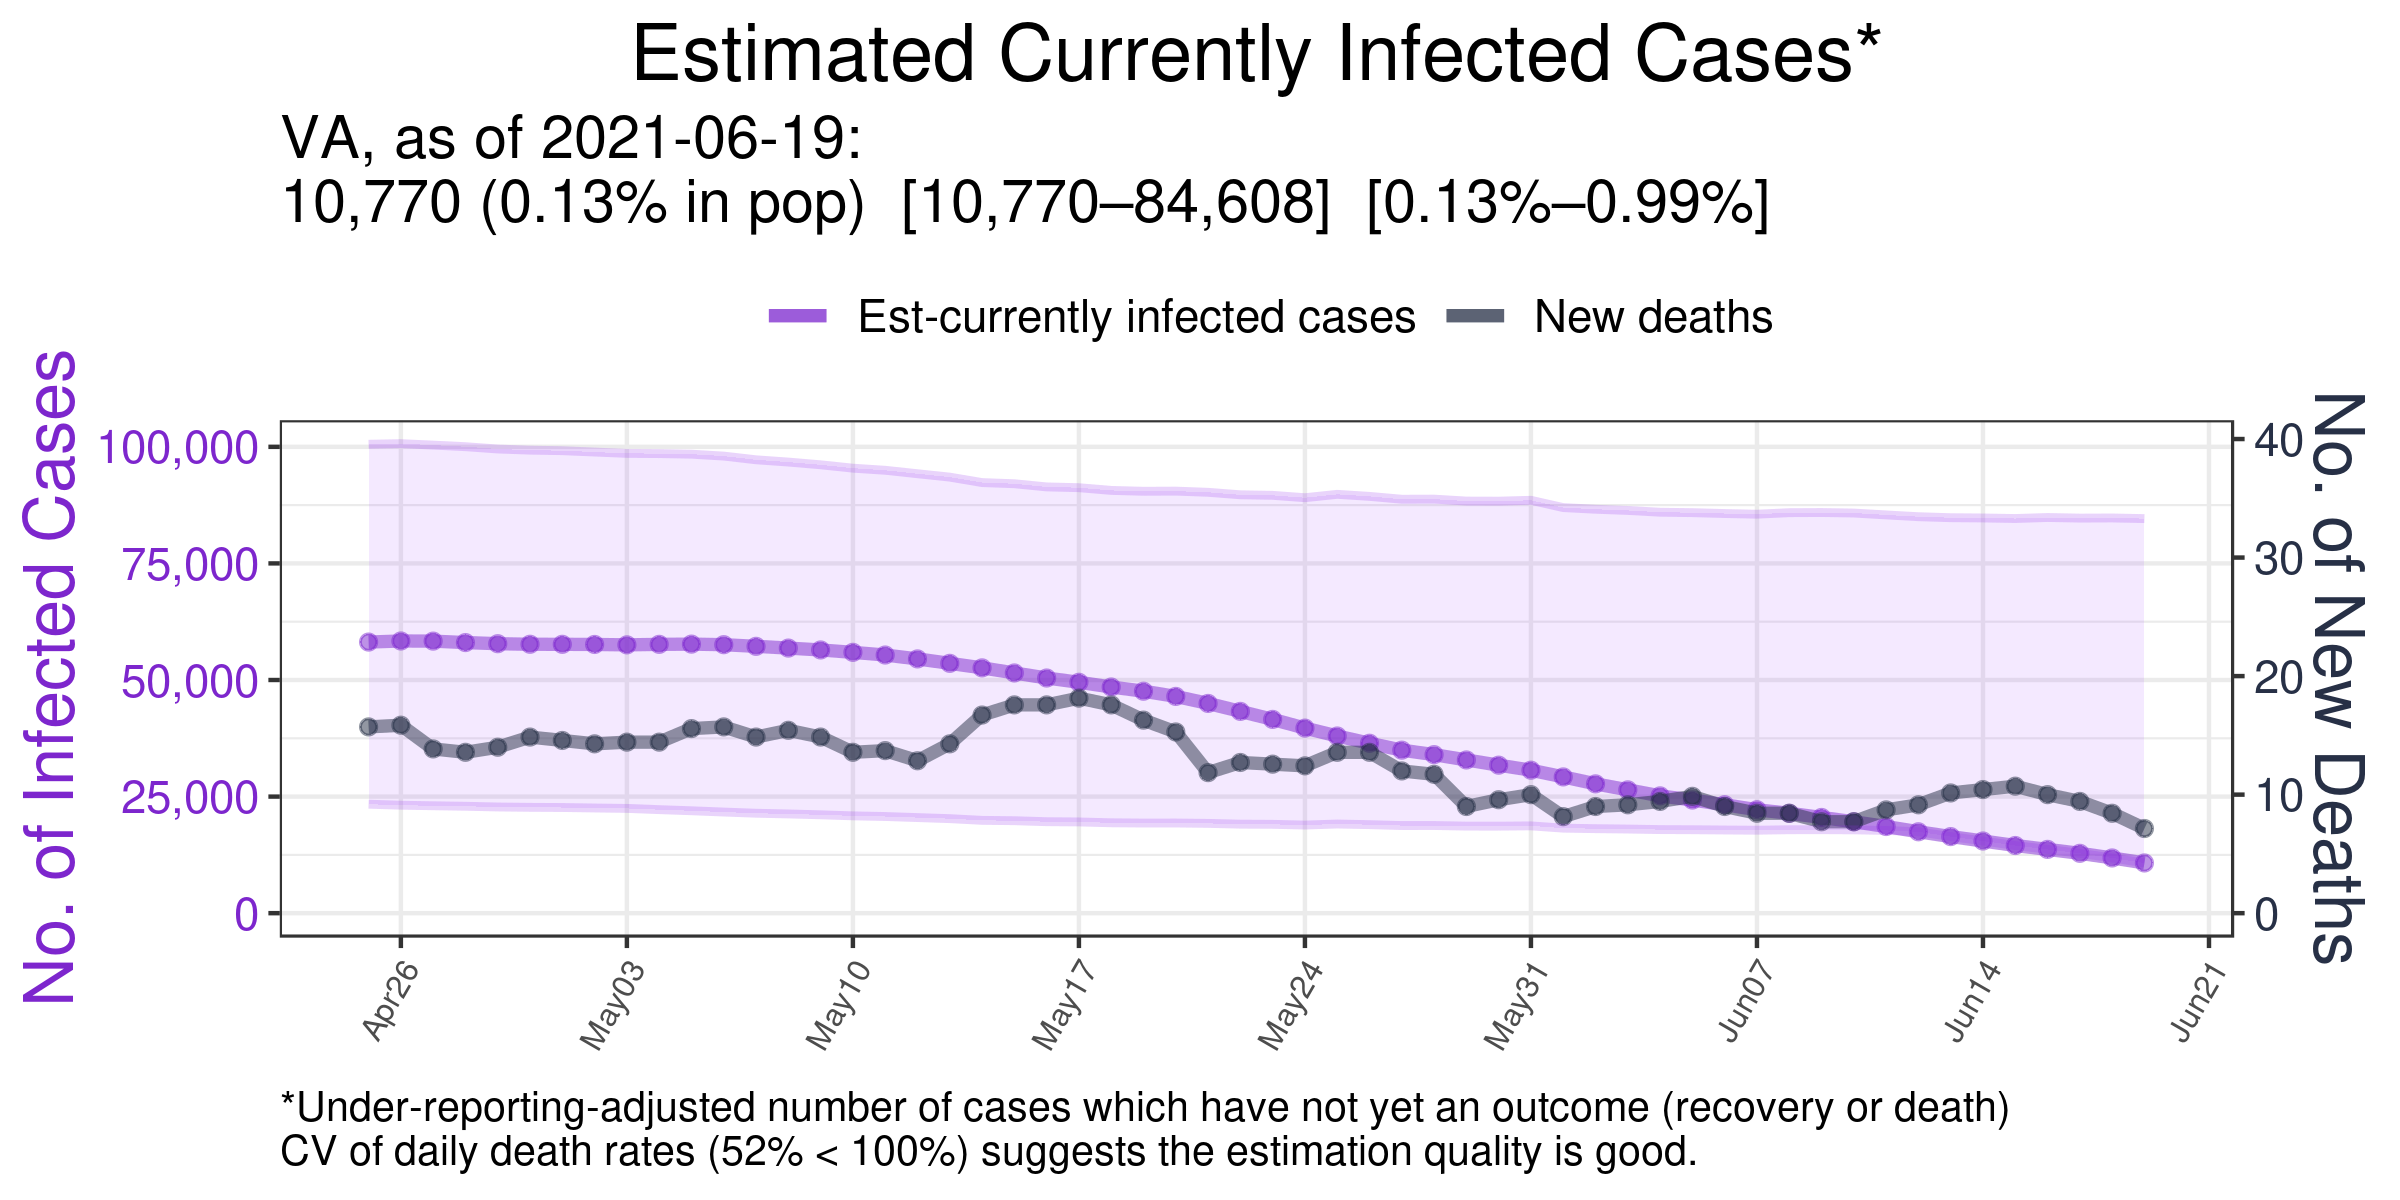 Estimated Currently Infected Cases*
VA, as of 2021-06-19:
10,770 (0.13% in pop)  [10,770–84,608]  [0.13%–0.99%]
Est-currently infected cases
New deaths
No. of Infected Cases
100,000
75,000
50,000
25,000
0
40
30
20
10
0
No. of New Deaths
Apr26
May03
May10
May17
May24
May31
Jun07
Jun14
Jun21
*Under-reporting-adjusted number of cases which have not yet an outcome (recovery or death)
CV of daily death rates (52% < 100%) suggests the estimation quality is good.